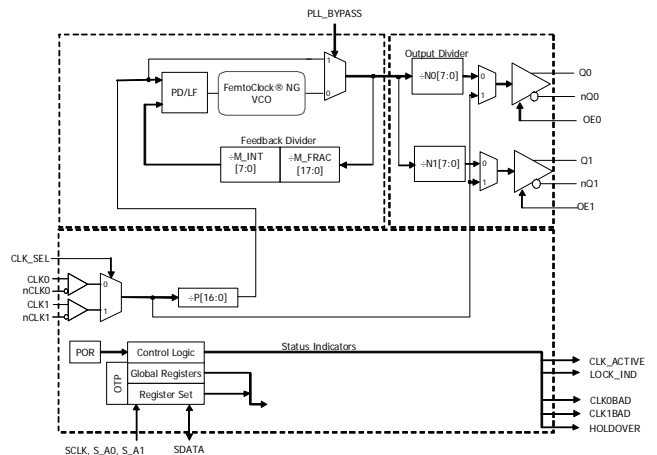 PLL_BYPASS
Output Divider
1
0
PD/LF
FemtoClock® NG
VCO
÷N0[7:0]
0
1
Q0
nQ0
OE0
Feedback Divider
÷M_INT
[7:0]
÷M_FRAC
[17:0]
÷N1[7:0]
0
1
Q1
nQ1
OE1
CLK_SEL
CLK0
nCLK0
CLK1
nCLK1
0
1
÷P[16:0]
POR
Control Logic
Status Indicators
OTP
Global Registers
Register Set
CLK_ACTIVE
LOCK_IND
CLK0BAD
CLK1BAD
HOLDOVER
SCLK, S_A0, S_A1
SDATA